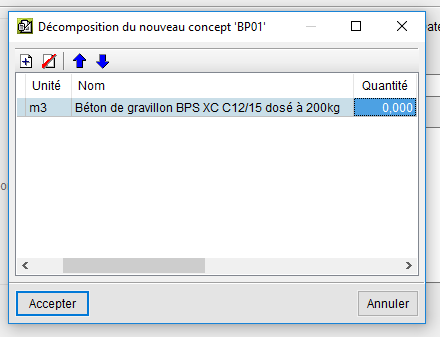 Décomposition du nouveau concept 'BP01'
Unité Nom Quantité
m3 Béton de gravillon BPS XC C12/15 dosé à 200kg 0,000
Accepter Annuler